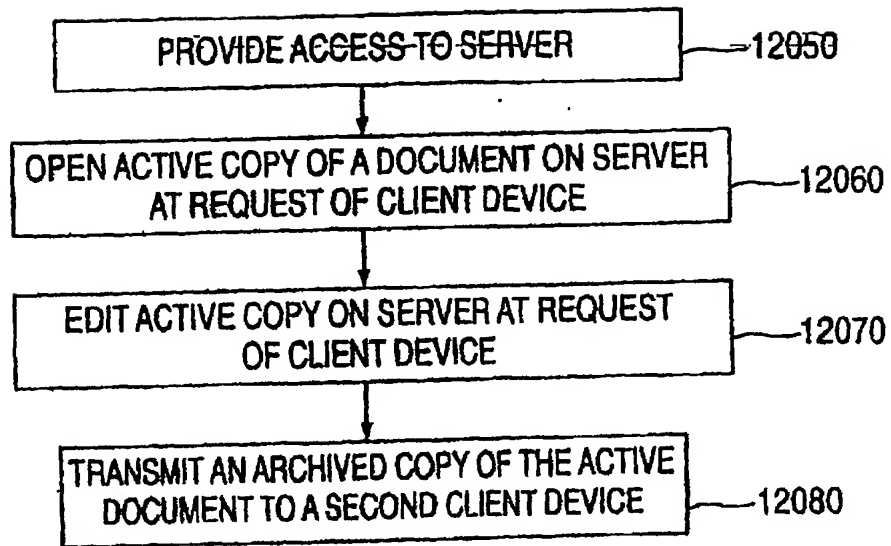 PROVIDE ACCESS TO SERVER
12050
OPEN ACTIVE COPY OF A DOCUMENT ON SERVER
AT REQUEST OF CLIENT DEVICE
12060
EDIT ACTIVE COPY ON SERVER AT REQUEST
OF CLIENT DEVICE
12070
TRANSMIT AN ARCHIVED COPY OF THE ACTIVE
DOCUMENT TO A SECOND CLIENT DEVICE
12080